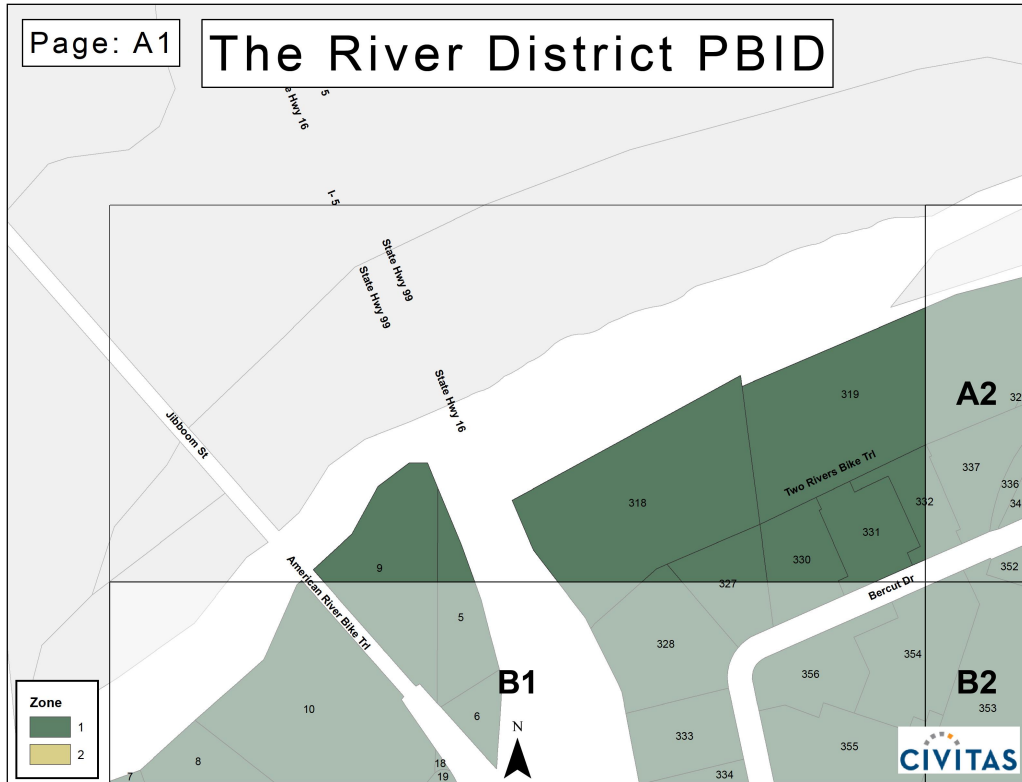 Page: A1
The River District PBID
5
e Hwy 16
I- 5
State Hwy 99
State Hwy 99
State Hwy 16
Jibboom St
American River Bike Trl
Two Rivers Bike Trl
Bercut Dr
319
A2
32
337
336
34
332
318
331
330
352
9
327
5
328
354
356
B1
B2
10
6
353
N
333
355
8
18
7
19
334
Zone
1
2
CIVITAS